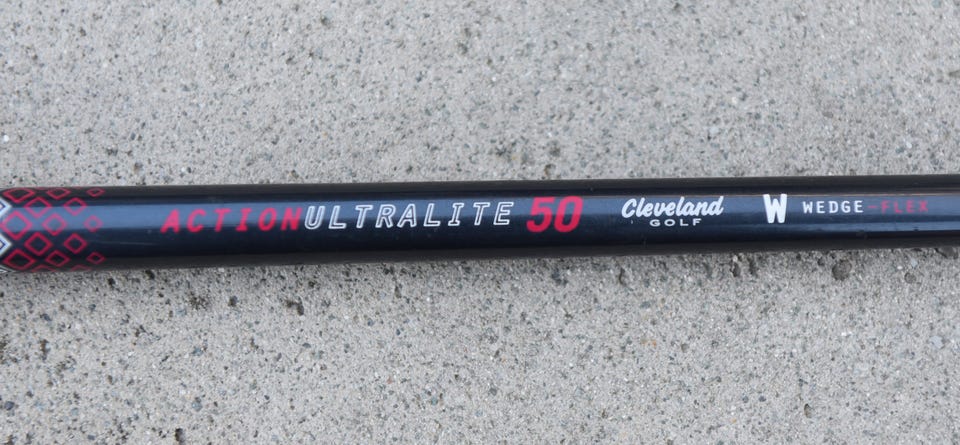 ACTIONULTRALITE 50 Cleveland GOLF W WEDGE-FLEX